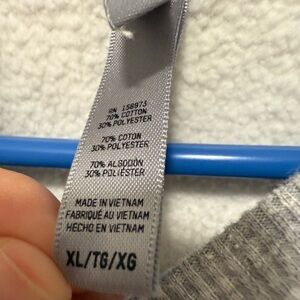 RN 158973
70% COTTON
30% POLYESTER
70% COTON
30% POLYESTER
70% ALGODON
30% POLIÉSTER
MADE IN VIETNAM
FABRIQUÉ AU VIETNAM
HECHO EN VIETNAM
XL/TG/XG